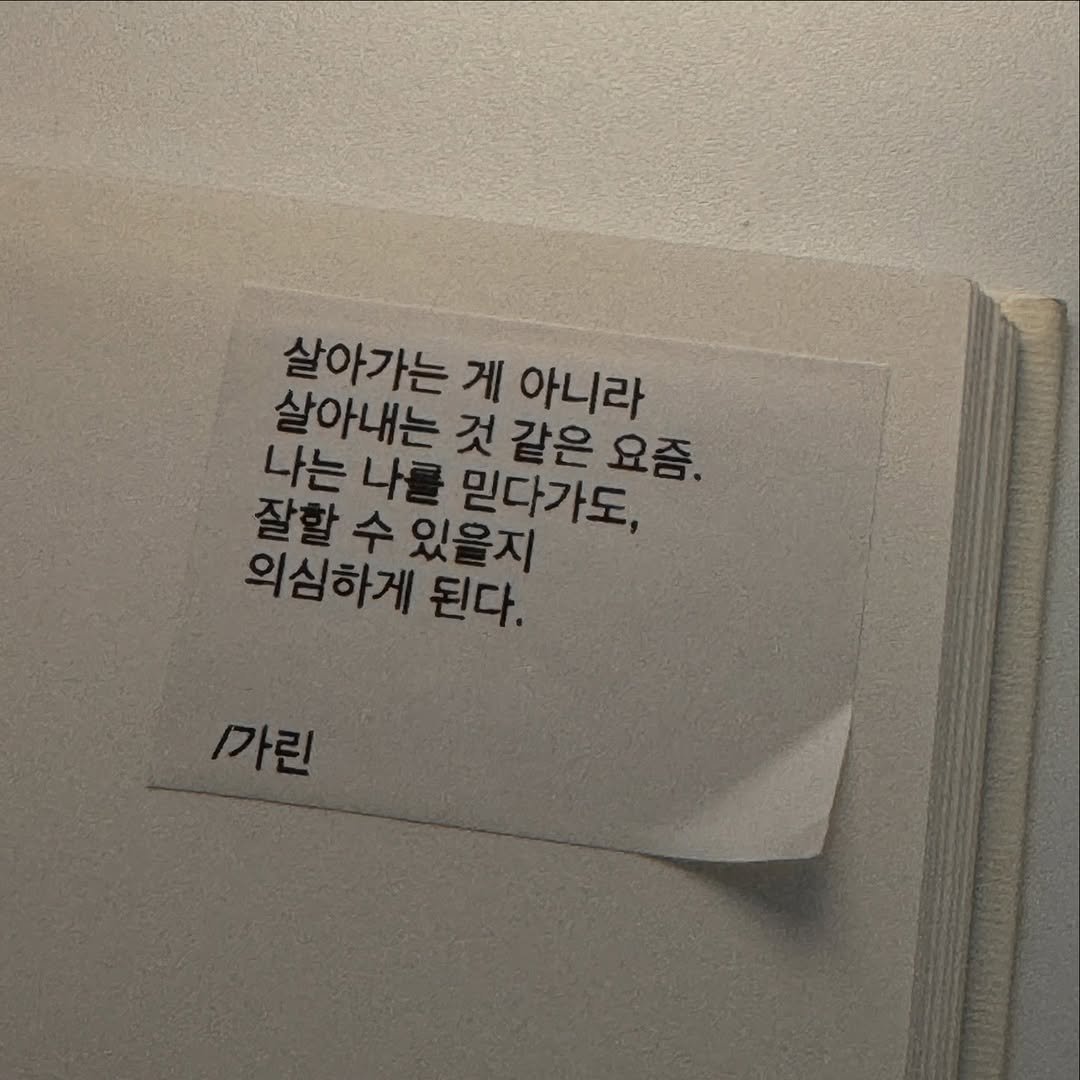 살아가는 게 아니라
살아내는 것 같은 요즘.
나는 나를 믿다가도,
잘할 수 있을지
의심하게 된다.
/가린